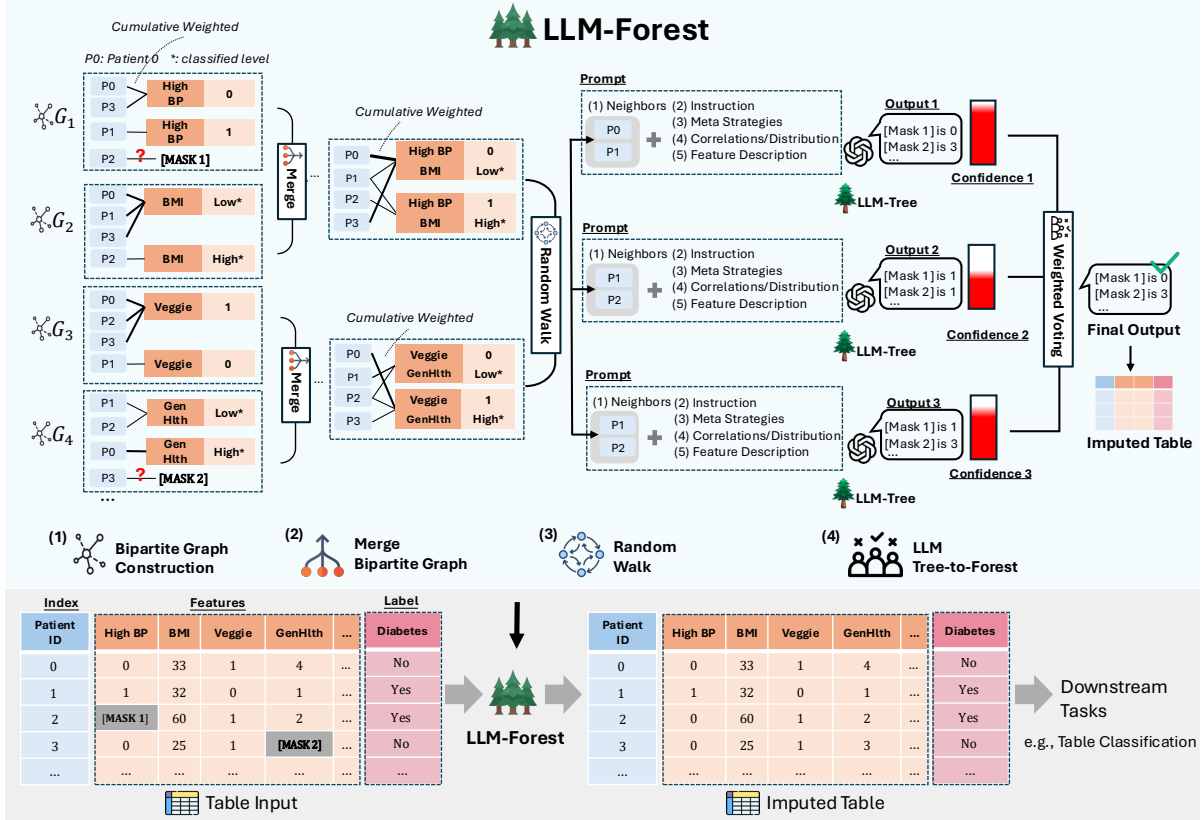 LLM-Forest
Cumulative Weighted
P0: Patient 0 *: classified level
G1
P0
P3
High BP
0
P1
High BP
1
P2
?
[MASK 1]
G2
P0
P1
P3
BMI
Low*
P2
BMI
High*
G3
P0
P2
P3
Veggie
1
P1
Veggie
0
G4
P1
P2
Gen Hlth
Low*
P0
Gen Hlth
High*
P3
?
[MASK 2]
...
Merge
...
Merge
...
Cumulative Weighted
P0
P1
P2
P3
High BP 0
BMI Low*
High BP 1
BMI High*
Cumulative Weighted
P0
P1
P2
P3
Veggie 0
GenHlth Low*
Veggie 1
GenHlth High*
Random Walk
Prompt
(1) Neighbors (2) Instruction
(3) Meta Strategies
(4) Correlations/Distribution
(5) Feature Description
P0
P1
Output 1
[Mask 1] is 0
[Mask 2] is 3
...
Confidence 1
LLM-Tree
Prompt
(1) Neighbors (2) Instruction
(3) Meta Strategies
(4) Correlations/Distribution
(5) Feature Description
P1
P2
Output 2
[Mask 1] is 1
[Mask 2] is 1
...
Confidence 2
LLM-Tree
Prompt
(1) Neighbors (2) Instruction
(3) Meta Strategies
(4) Correlations/Distribution
(5) Feature Description
P1
P2
Output 3
[Mask 1] is 1
[Mask 2] is 3
...
Confidence 3
LLM-Tree
Weighted Voting
[Mask 1] is 0
[Mask 2] is 3
...
Final Output
Imputed Table
(1) Bipartite Graph Construction
(2) Merge Bipartite Graph
(3) Random Walk
(4) LLM Tree-to-Forest
Index Features Label
Patient ID High BP BMI Veggie GenHlth ... Diabetes
0 0 33 1 4 ... No
1 1 32 0 1 ... Yes
2 [MASK 1] 60 1 2 ... Yes
3 0 25 1 [MASK 2] ... No
... ... ... ... ... ...
Table Input
LLM-Forest
Patient ID High BP BMI Veggie GenHlth ... Diabetes
0 0 33 1 4 ... No
1 1 32 0 1 ... Yes
2 0 60 1 2 ... Yes
3 0 25 1 3 ... No
... ... ... ... ... ...
Imputed Table
Downstream
Tasks
e.g., Table Classification